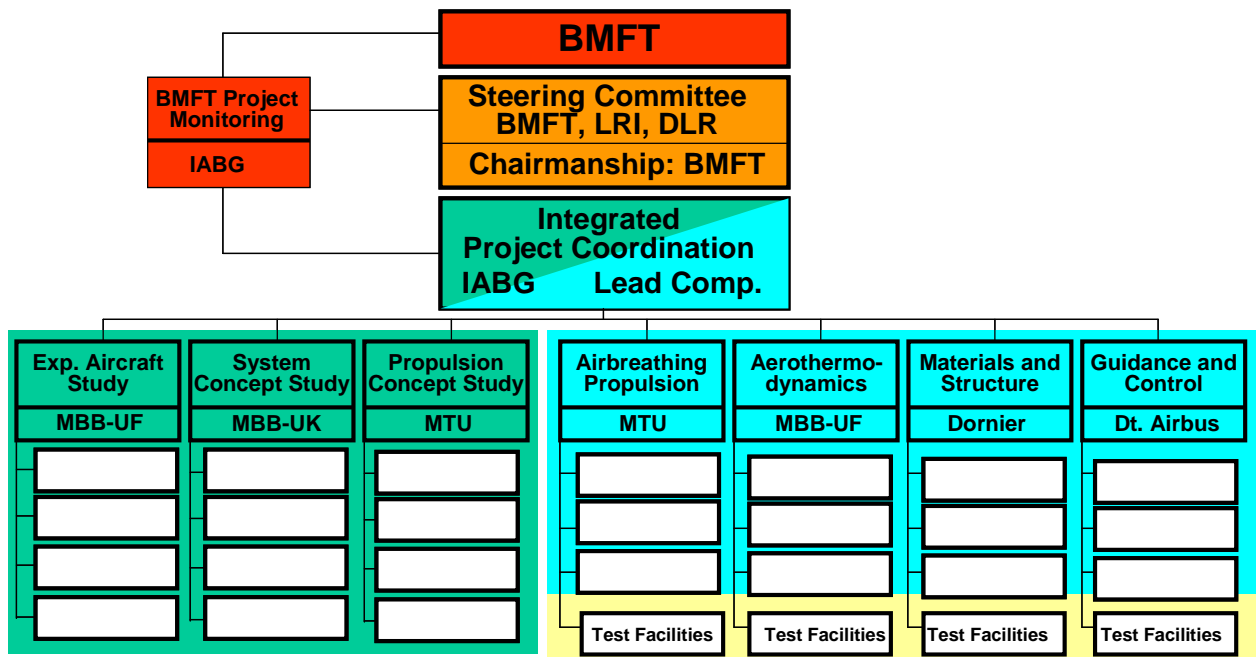 BMFT
BMFT Project
Monitoring
IABG
Steering Committee
BMFT, LRI, DLR
Chairmanship: BMFT
Integrated
Project Coordination
IABG Lead Comp.
Exp. Aircraft
Study
MBB-UF
System
Concept Study
MBB-UK
Propulsion
Concept Study
MTU
Airbreathing
Propulsion
MTU
Aerothermo-
dynamics
MBB-UF
Materials and
Structure
Dornier
Guidance and
Control
Dt. Airbus
Test Facilities
Test Facilities
Test Facilities
Test Facilities